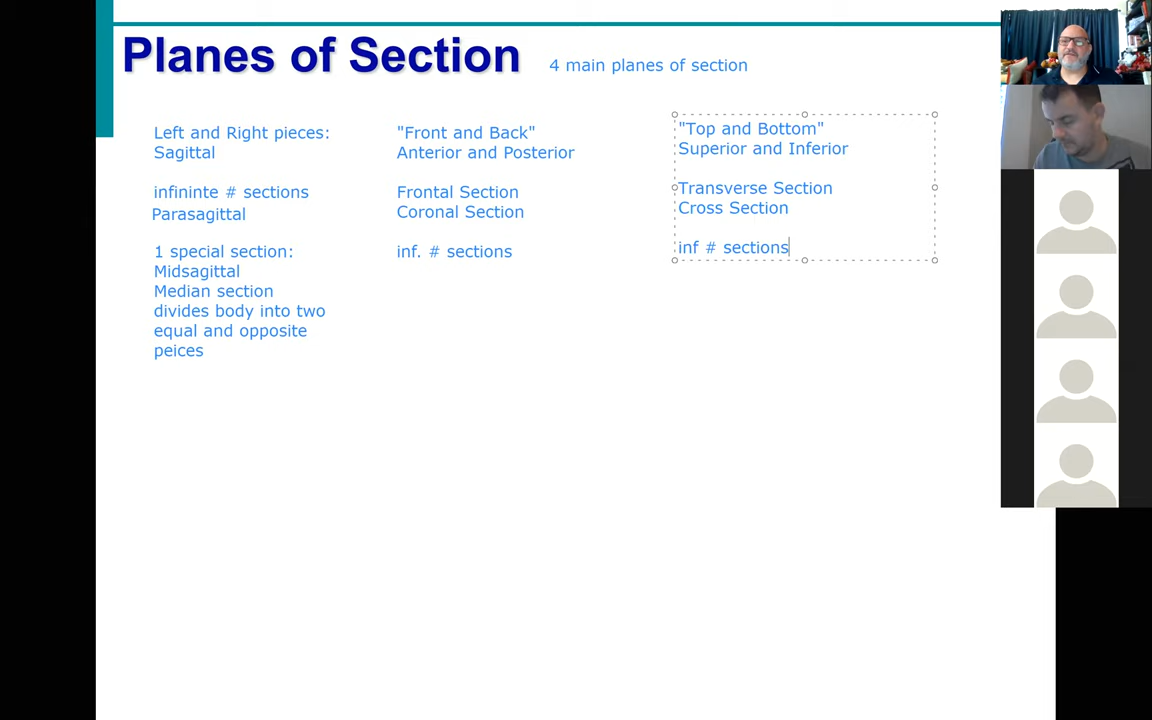 Planes of Section
4 main planes of section
Left and Right pieces:
Sagittal
infininte # sections
Parasagittal
1 special section:
Midsagittal
Median section
divides body into two
equal and opposite
peices
"Front and Back"
Anterior and Posterior
Frontal Section
Coronal Section
inf. # sections
"Top and Bottom"
Superior and Inferior
Transverse Section
Cross Section
inf # sections